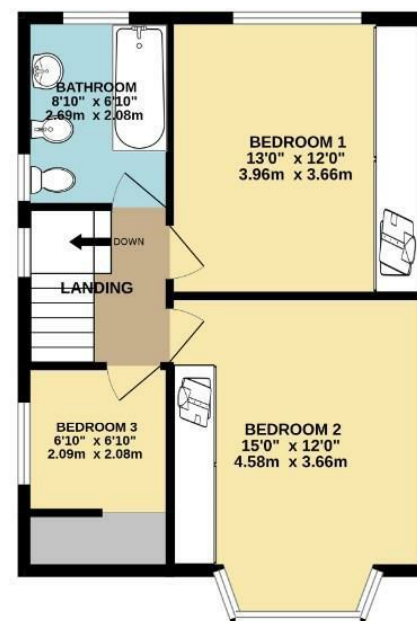 BATHROOM
8'10" x 6'10"
2.69m x 2.08m
BEDROOM 1
13'0" x 12'0"
3.96m x 3.66m
DOWN
LANDING
BEDROOM 3
6'10" x 6'10"
2.09m x 2.08m
BEDROOM 2
15'0" x 12'0"
4.58m x 3.66m